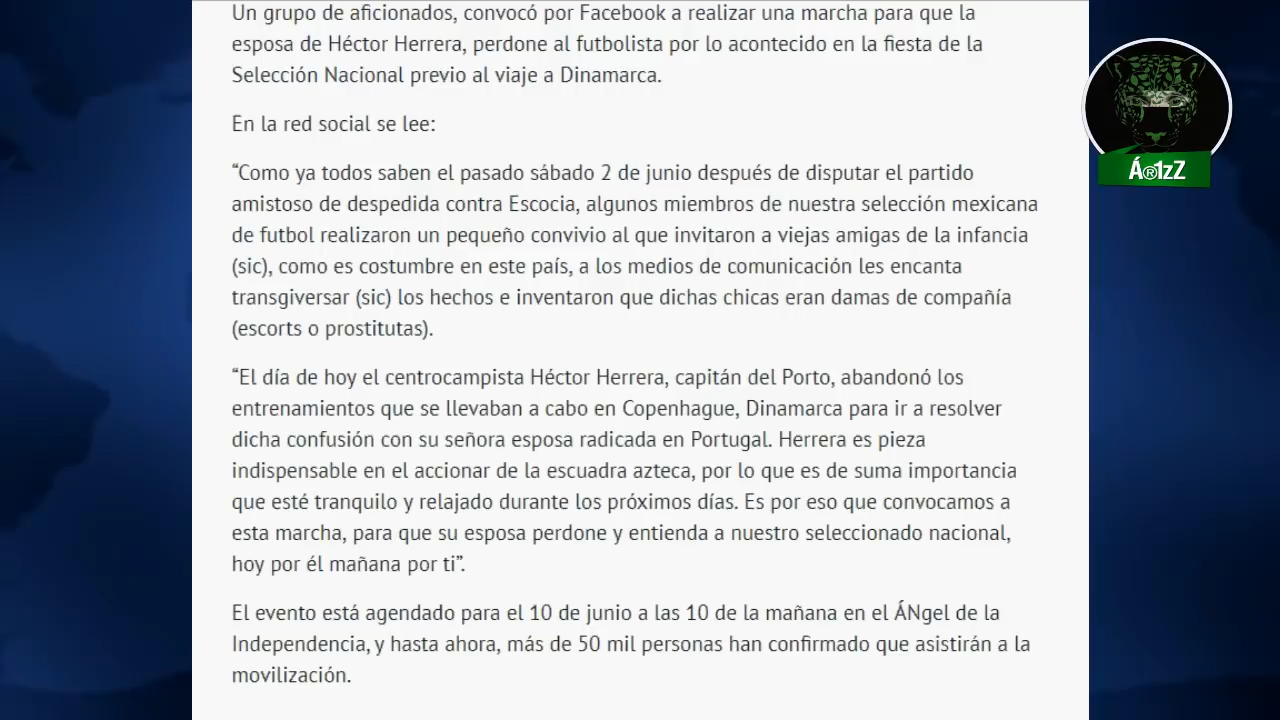 Un grupo de aficionados, convocó por Facebook a realizar una marcha para que la
esposa de Héctor Herrera, perdone al futbolista por lo acontecido en la fiesta de la
Selección Nacional previo al viaje a Dinamarca.
En la red social se lee:
“Como ya todos saben el pasado sábado 2 de junio después de disputar el partido
amistoso de despedida contra Escocia, algunos miembros de nuestra selección mexicana
de futbol realizaron un pequeño convivio al que invitaron a viejas amigas de la infancia
(sic), como es costumbre en este país, a los medios de comunicación les encanta
transgiversar (sic) los hechos e inventaron que dichas chicas eran damas de compañía
(escorts o prostitutas).
“El día de hoy el centrocampista Héctor Herrera, capitán del Porto, abandonó los
entrenamientos que se llevaban a cabo en Copenhague, Dinamarca para ir a resolver
dicha confusión con su señora esposa radicada en Portugal. Herrera es pieza
indispensable en el accionar de la escuadra azteca, por lo que es de suma importancia
que esté tranquilo y relajado durante los próximos días. Es por eso que convocamos a
esta marcha, para que su esposa perdone y entienda a nuestro seleccionado nacional,
hoy por él mañana por ti”.
El evento está agendado para el 10 de junio a las 10 de la mañana en el ÁNgel de la
Independencia, y hasta ahora, más de 50 mil personas han confirmado que asistirán a la
movilización.
Á®1zZ